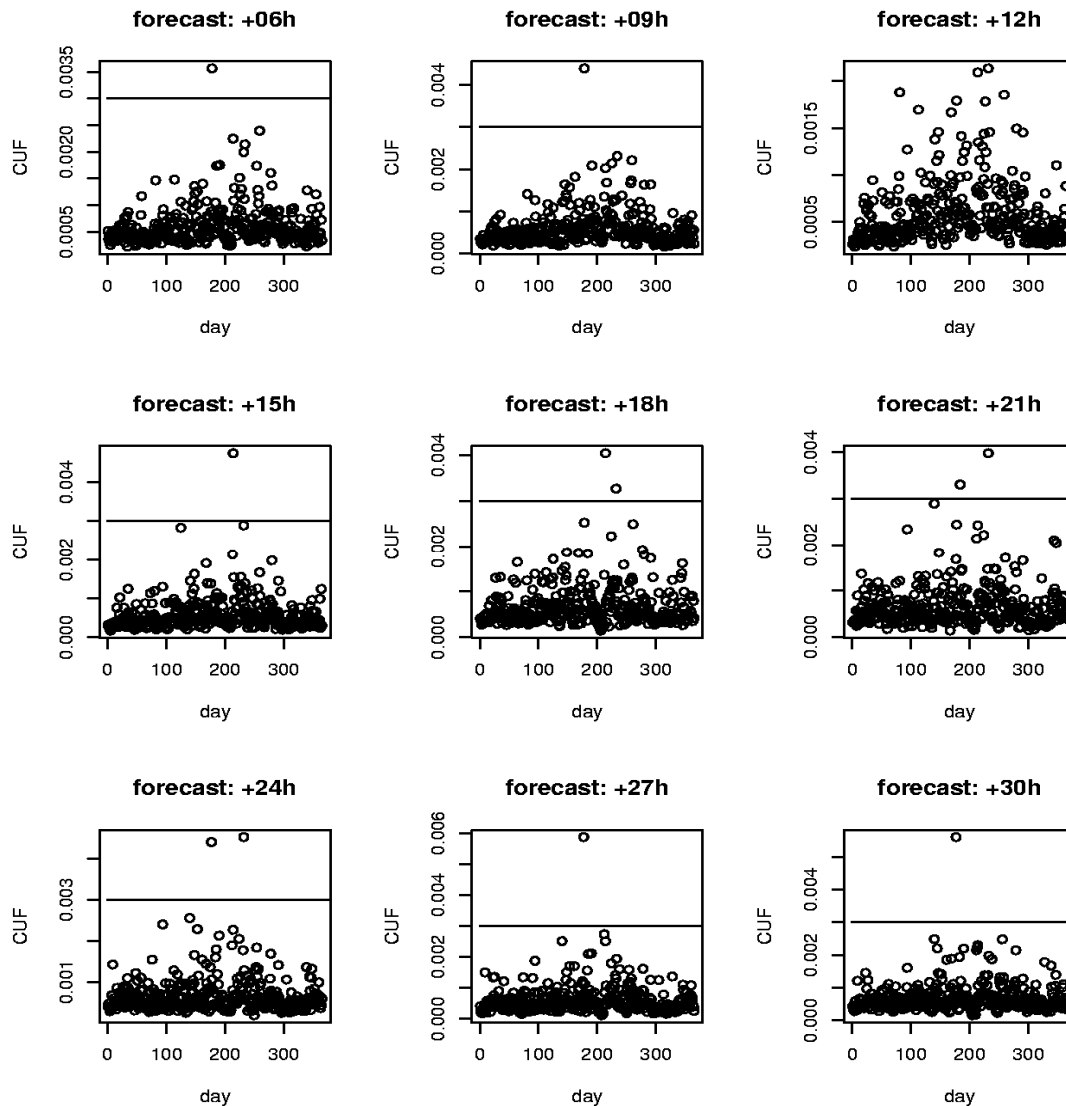 forecast: +06h
forecast: +09h
forecast: +12h
CUF
0.0005
0.0020
0.0035
CUF
0.000
0.002
0.004
CUF
0.0005
0.0015
0 100 200 300
0 100 200 300
0 100 200 300
day
day
day
forecast: +15h
forecast: +18h
forecast: +21h
CUF
0.000
0.002
0.004
CUF
0.000
0.002
0.004
CUF
0.000
0.002
0.004
0 100 200 300
0 100 200 300
0 100 200 300
day
day
day
forecast: +24h
forecast: +27h
forecast: +30h
CUF
0.001
0.003
CUF
0.000
0.002
0.004
0.006
CUF
0.000
0.002
0.004
0 100 200 300
0 100 200 300
0 100 200 300
day
day
day